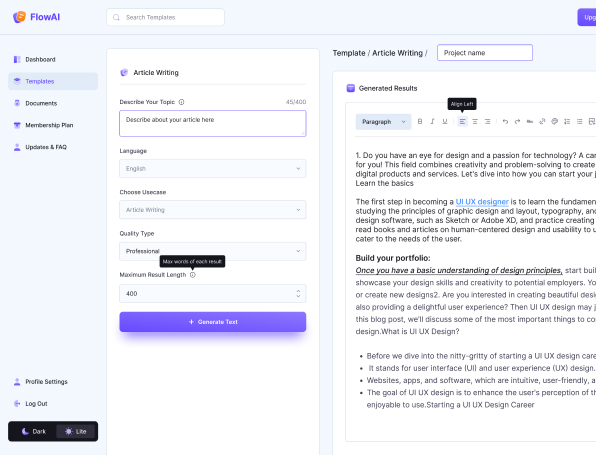 FlowAI
Search Templates
Upg
Dashboard
Templates
Documents
Membership Plan
Updates & FAQ
Profile Settings
Log Out
Dark
Lite
Article Writing
Describe Your Topic
45/400
Describe about your article here
Language
English
Choose Usecase
Article Writing
Quality Type
Professional
Max words of each result
Maximum Result Length
400
+ Generate Text
Template / Article Writing /
Project name
Generated Results
Align Left
Paragraph
B I U
1. Do you have an eye for design and a passion for technology? A car
for you! This field combines creativity and problem-solving to create
digital products and services. Let's dive into how you can start your j
Learn the basics
The first step in becoming a UI UX designer is to learn the fundamen
studying the principles of graphic design and layout, typography, and
design software, such as Sketch or Adobe XD, and practice creating
read books and articles on human-centered design and usability to u
cater to the needs of the user.
Build your portfolio:
Once you have a basic understanding of design principles, start buil
showcase your design skills and creativity to potential employers. Yo
or create new designs2. Are you interested in creating beautiful desig
also providing a delightful user experience? Then UI UX design may j
this blog post, we'll discuss some of the most important things to co
design.What is UI UX Design?
• Before we dive into the nitty-gritty of starting a UI UX design care
• It stands for user interface (UI) and user experience (UX) design.
• Websites, apps, and software, which are intuitive, user-friendly, a
• The goal of UI UX design is to enhance the user's perception of th
enjoyable to use.Starting a UI UX Design Career